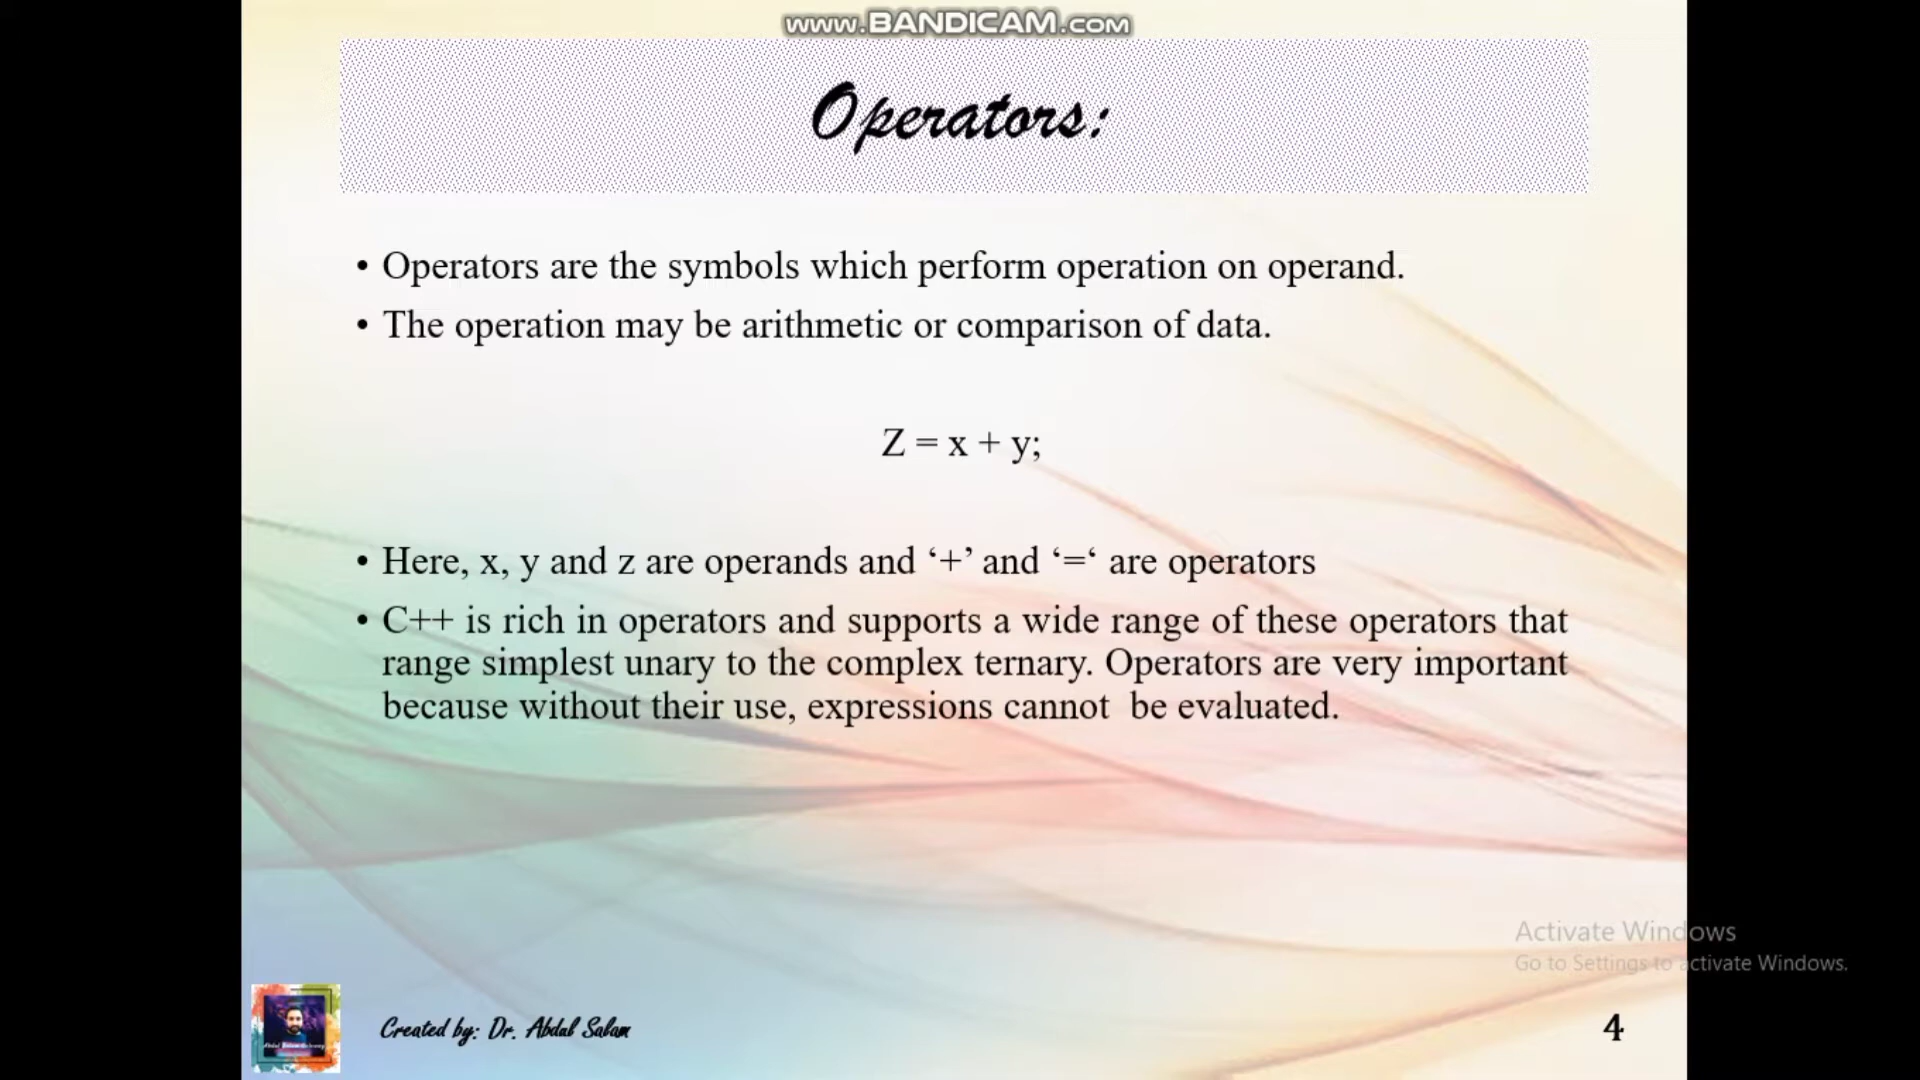 www.BANDICAM.com
Operators:
• Operators are the symbols which perform operation on operand.
• The operation may be arithmetic or comparison of data.
Z = x + y;
• Here, x, y and z are operands and ‘+’ and ‘=‘ are operators
• C++ is rich in operators and supports a wide range of these operators that
range simplest unary to the complex ternary. Operators are very important
because without their use, expressions cannot  be evaluated.
Activate Windows
Go to Settings to activate Windows.
Created by: Dr. Abdul Salam
4